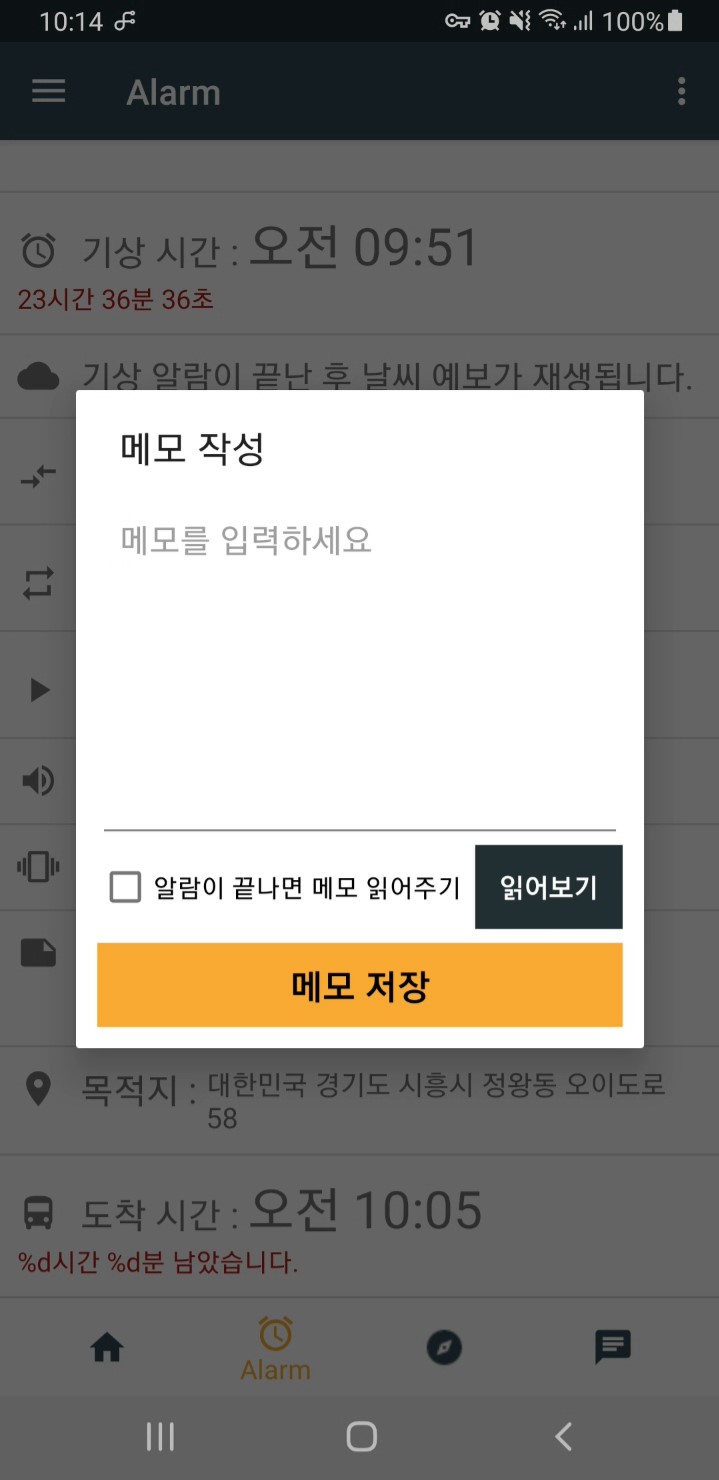 10:14
100%
Alarm
기상 시간 : 오전 09:51
23시간 36분 36초
기상 알람이 끝난 후 날씨 예보가 재생됩니다.
메모 작성
메모를 입력하세요
알람이 끝나면 메모 읽어주기
읽어보기
메모 저장
목적지 : 대한민국 경기도 시흥시 정왕동 오이도로
58
도착 시간 : 오전 10:05
%d시간 %d분 남았습니다.
Alarm